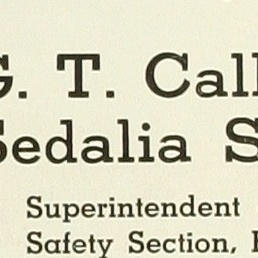 G. T. Call
Sedalia S
Superintendent
Safety Section,